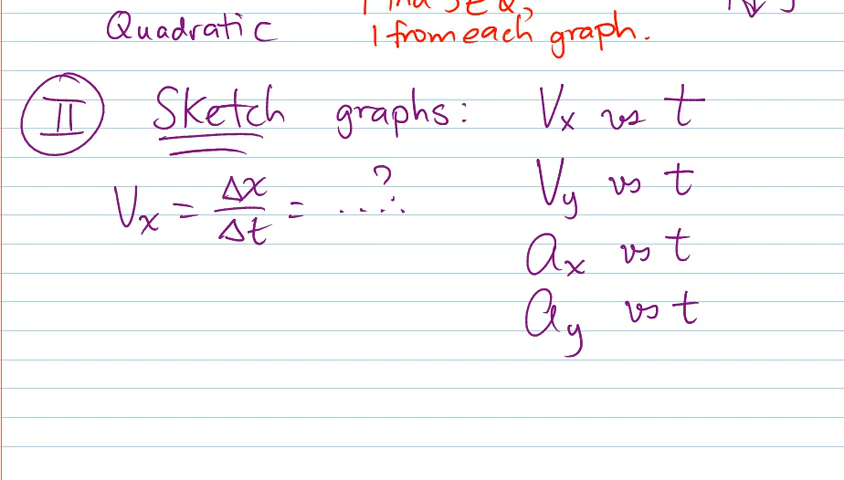 Quadratic
1 from each graph.
II Sketch graphs: Vx vs t
Vx = Δx/Δt = ....? Vy vs t
ax vs t
ay vs t